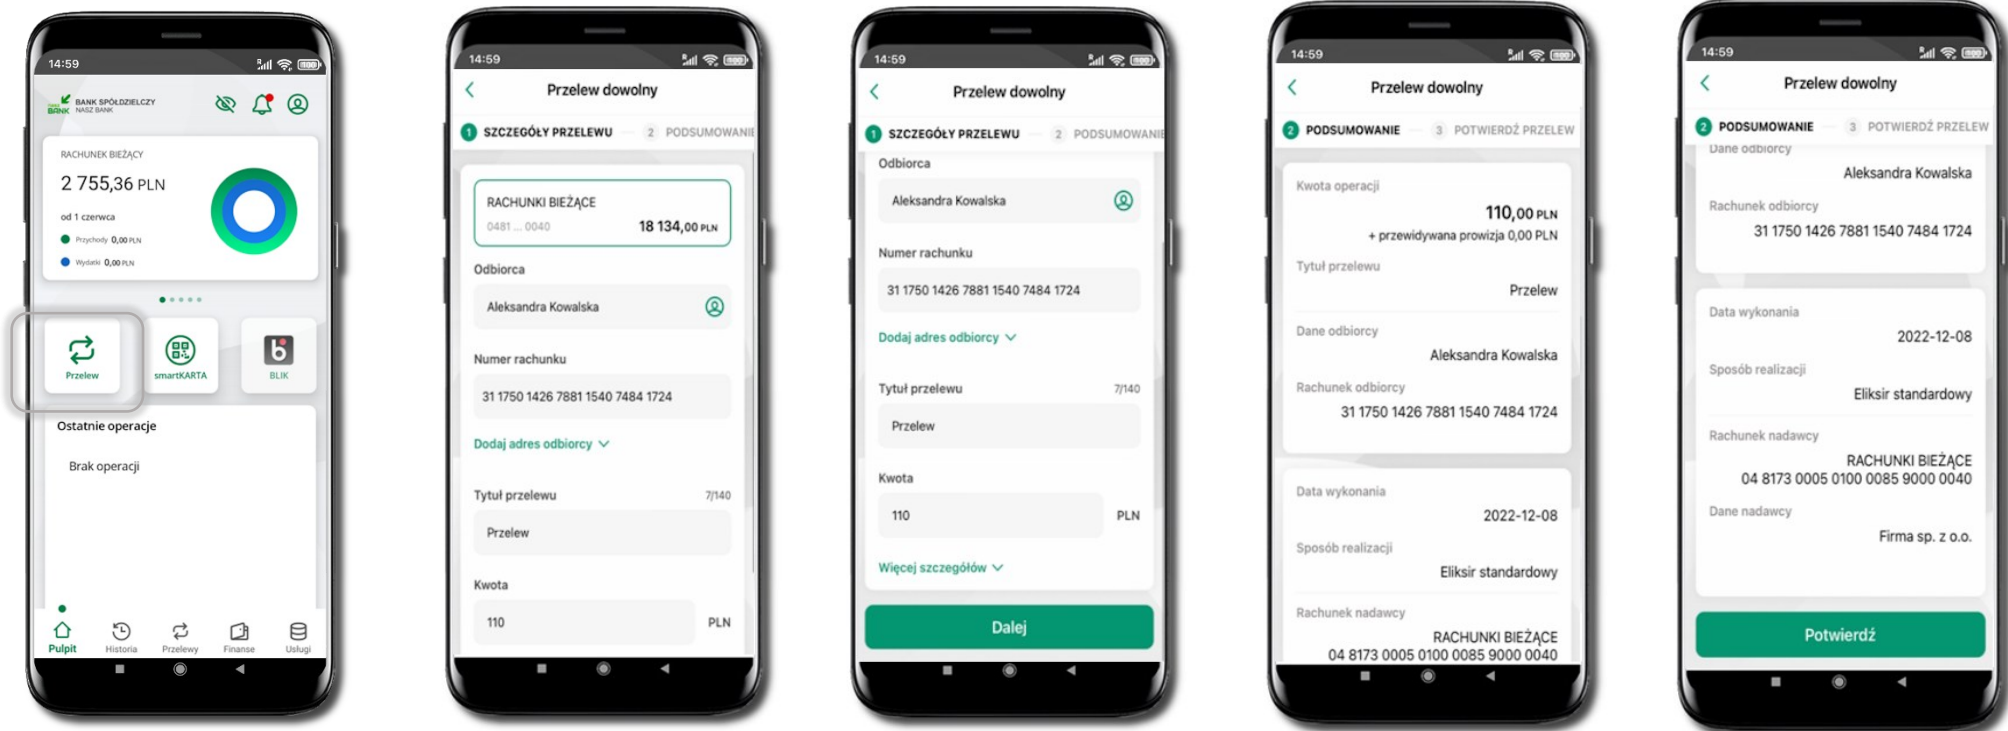 14:59
BANK
BANK SPÓŁDZIELCZY
NASZ BANK
RACHUNEK BIEŻĄCY
2 755,36 PLN
od 1 czerwca
Przychody 0,00 PLN
Wydatki 0,00 PLN
Przelew
smartKARTA
BLIK
Ostatnie operacje
Brak operacji
Pulpit
Historia
Przelewy
Finanse
Usługi
14:59
Przelew dowolny
1 SZCZEGÓŁY PRZELEWU 2 PODSUMOWANIE
RACHUNKI BIEŻĄCE
0481 ... 0040 18 134,00 PLN
Odbiorca
Aleksandra Kowalska
Numer rachunku
31 1750 1426 7881 1540 7484 1724
Dodaj adres odbiorcy
Tytuł przelewu 7/140
Przelew
Kwota
110 PLN
14:59
Przelew dowolny
1 SZCZEGÓŁY PRZELEWU 2 PODSUMOWANIE
Odbiorca
Aleksandra Kowalska
Numer rachunku
31 1750 1426 7881 1540 7484 1724
Dodaj adres odbiorcy
Tytuł przelewu 7/140
Przelew
Kwota
110 PLN
Więcej szczegółów
Dalej
14:59
Przelew dowolny
2 PODSUMOWANIE 3 POTWIERDŹ PRZELEW
Kwota operacji
110,00 PLN
+ przewidywana prowizja 0,00 PLN
Tytuł przelewu
Przelew
Dane odbiorcy
Aleksandra Kowalska
Rachunek odbiorcy
31 1750 1426 7881 1540 7484 1724
Data wykonania
2022-12-08
Sposób realizacji
Eliksir standardowy
Rachunek nadawcy
RACHUNKI BIEŻĄCE
04 8173 0005 0100 0085 9000 0040
14:59
Przelew dowolny
2 PODSUMOWANIE 3 POTWIERDŹ PRZELEW
Dane odbiorcy
Aleksandra Kowalska
Rachunek odbiorcy
31 1750 1426 7881 1540 7484 1724
Data wykonania
2022-12-08
Sposób realizacji
Eliksir standardowy
Rachunek nadawcy
RACHUNKI BIEŻĄCE
04 8173 0005 0100 0085 9000 0040
Dane nadawcy
Firma sp. z o.o.
Potwierdź